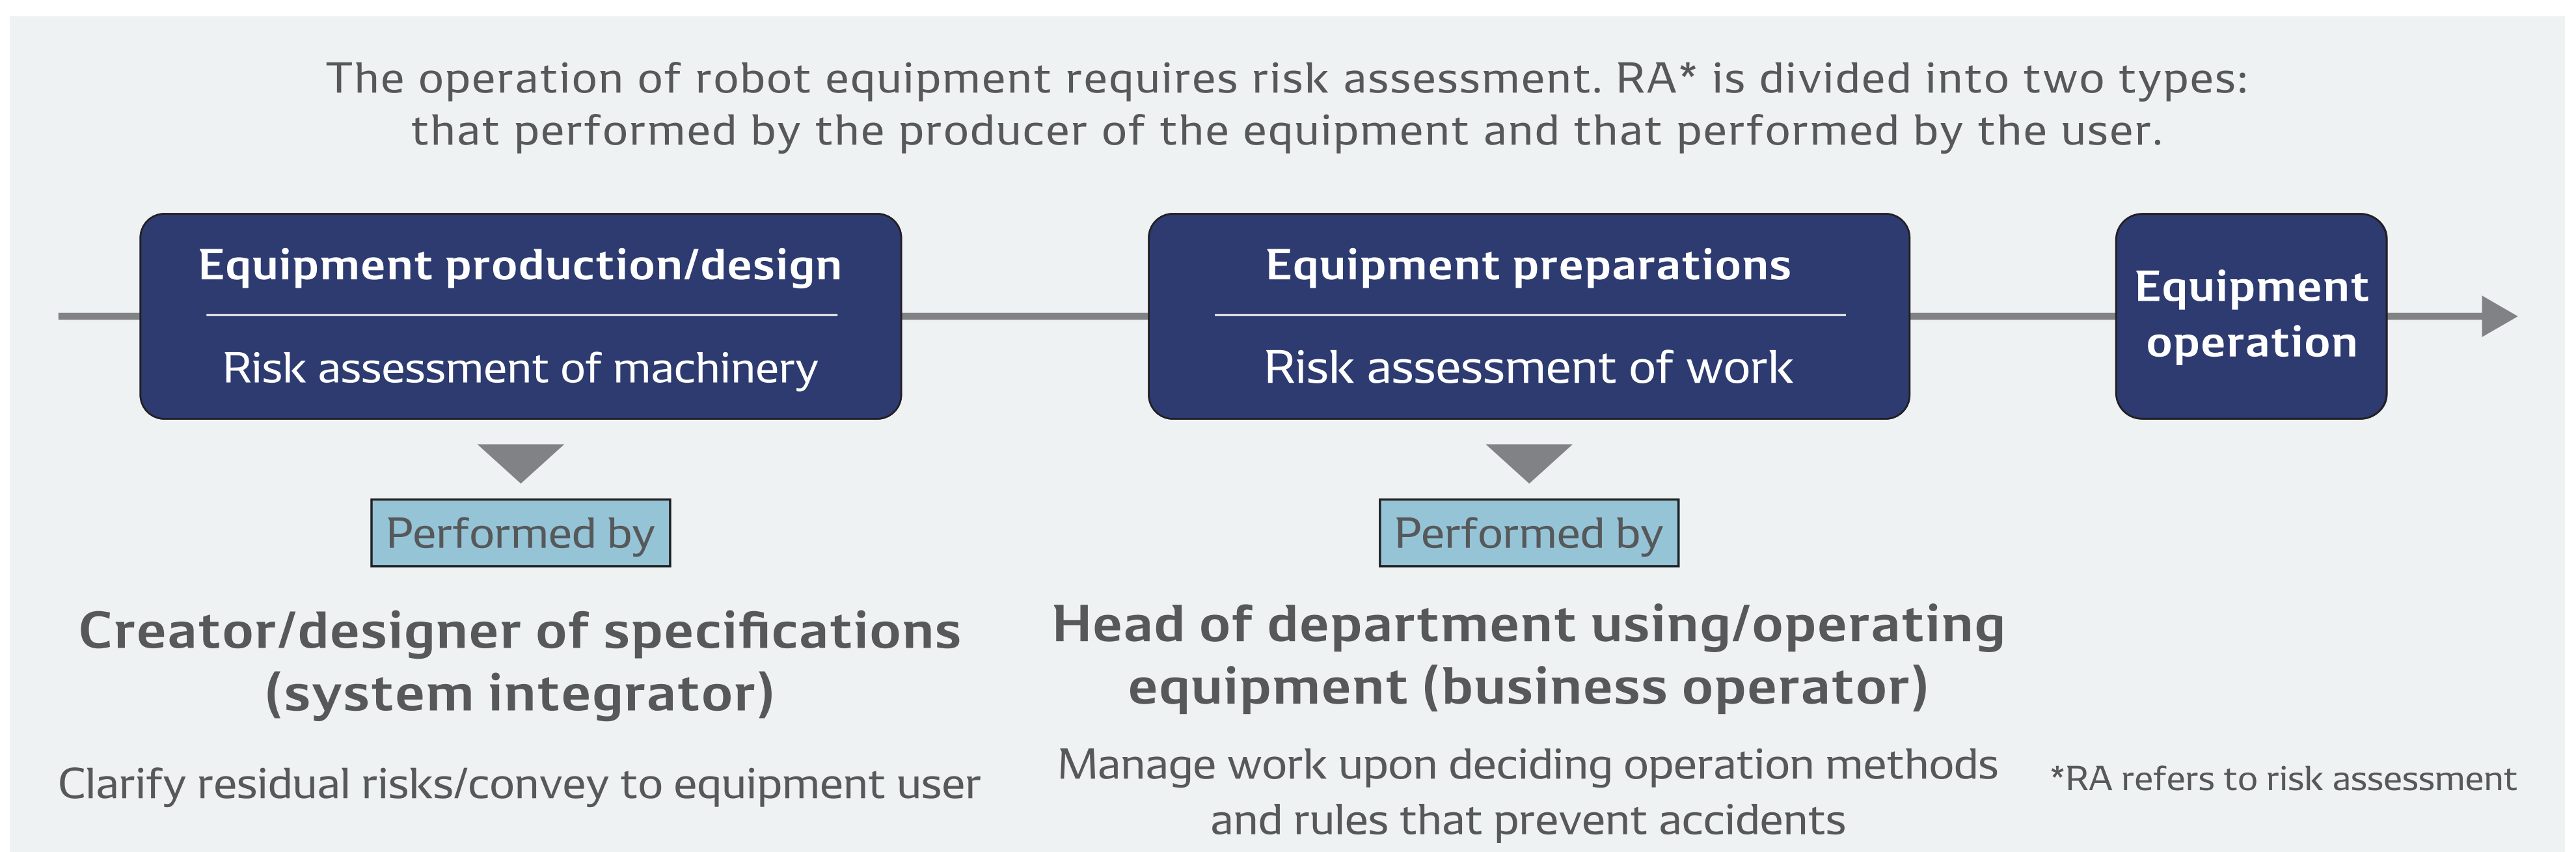 The operation of robot equipment requires risk assessment. RA* is divided into two types:
that performed by the producer of the equipment and that performed by the user.
Equipment production/design
Risk assessment of machinery
Equipment preparations
Risk assessment of work
Equipment
operation
Performed by
Creator/designer of specifications
(system integrator)
Clarify residual risks/convey to equipment user
Performed by
Head of department using/operating
equipment (business operator)
Manage work upon deciding operation methods
and rules that prevent accidents
*RA refers to risk assessment